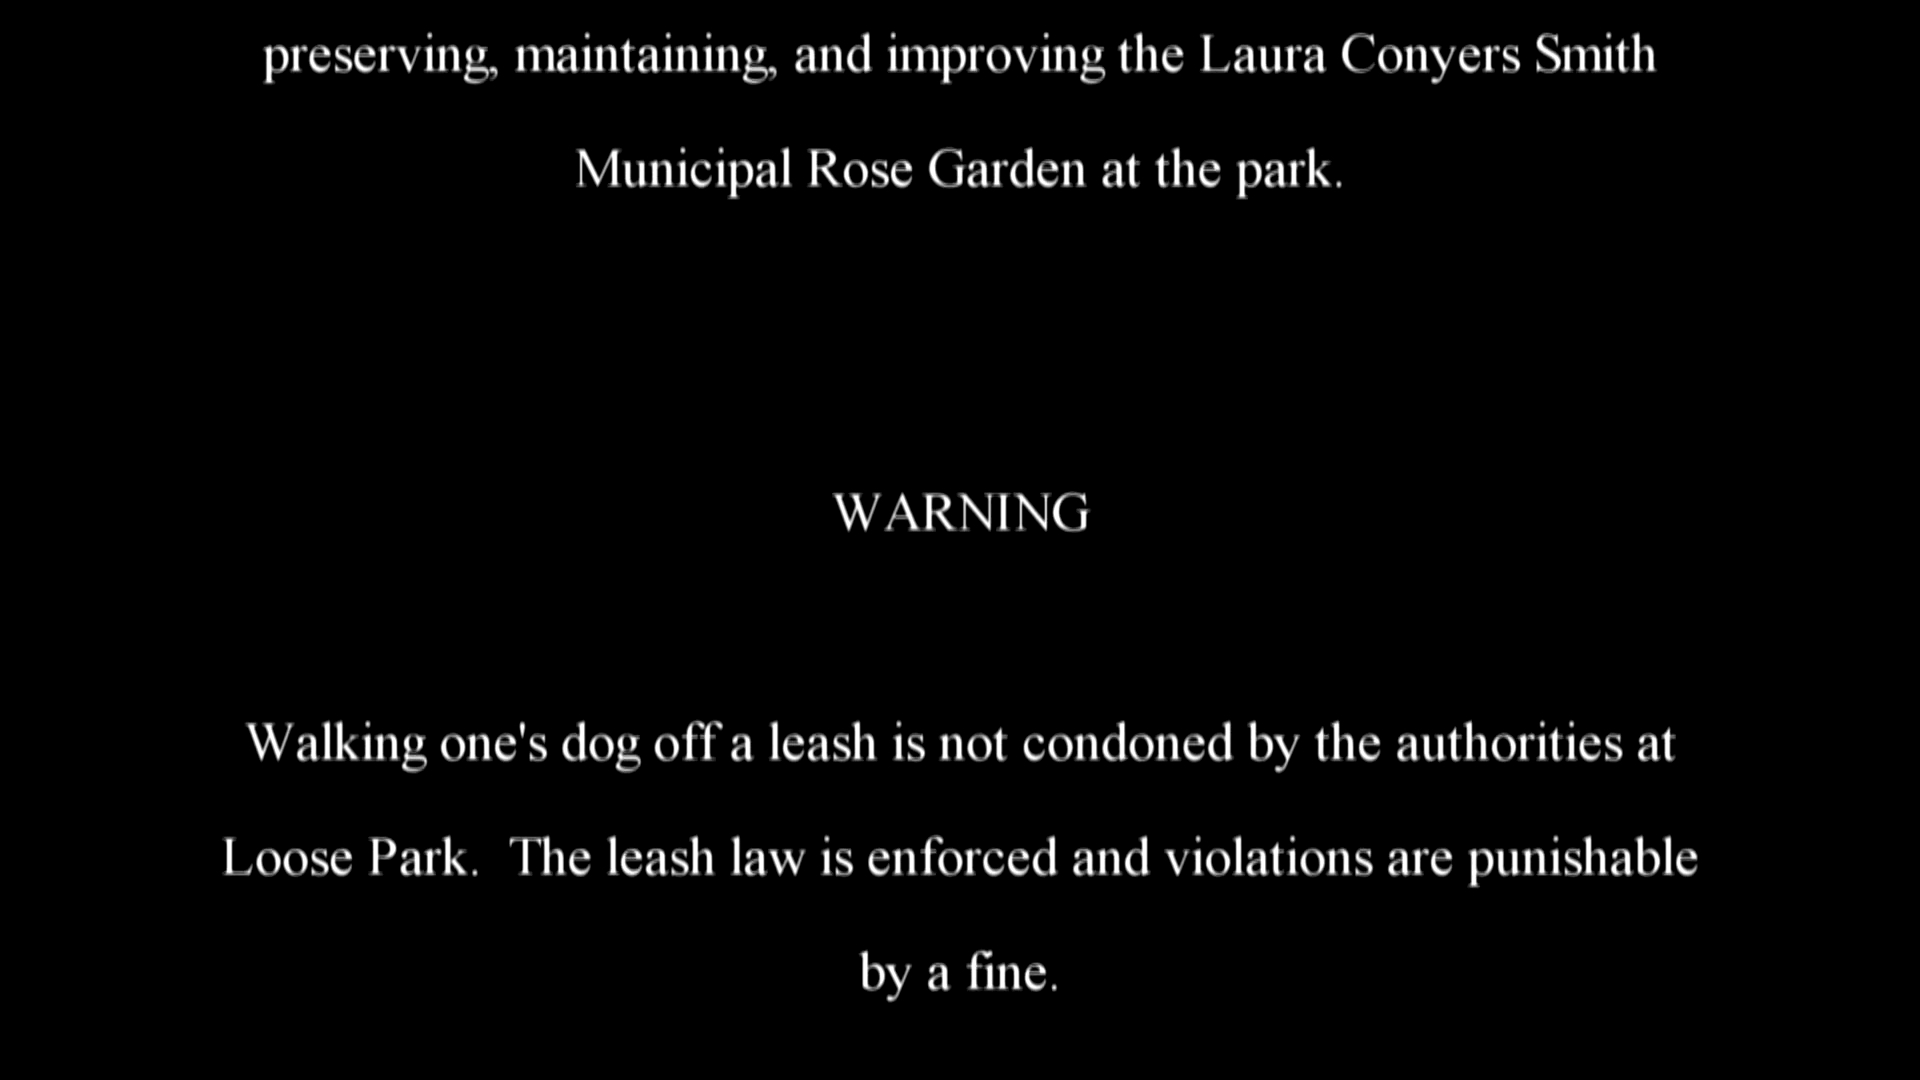 preserving, maintaining, and improving the Laura Conyers Smith
Municipal Rose Garden at the park.
WARNING
Walking one's dog off a leash is not condoned by the authorities at
Loose Park.  The leash law is enforced and violations are punishable
by a fine.